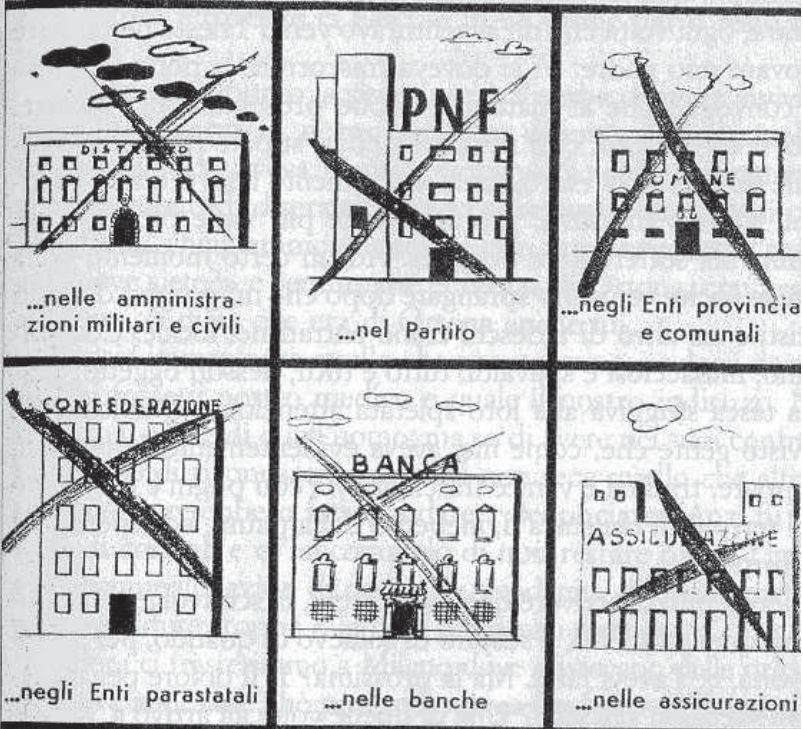 DISTRETTO
...nelle amministra-
zioni militari e civili
PNF
...nel Partito
COMUNE
...negli Enti provincia
e comunali
CONFEDERAZIONE
...negli Enti parastatali
BANCA
...nelle banche
ASSICURAZIONE
...nelle assicurazioni